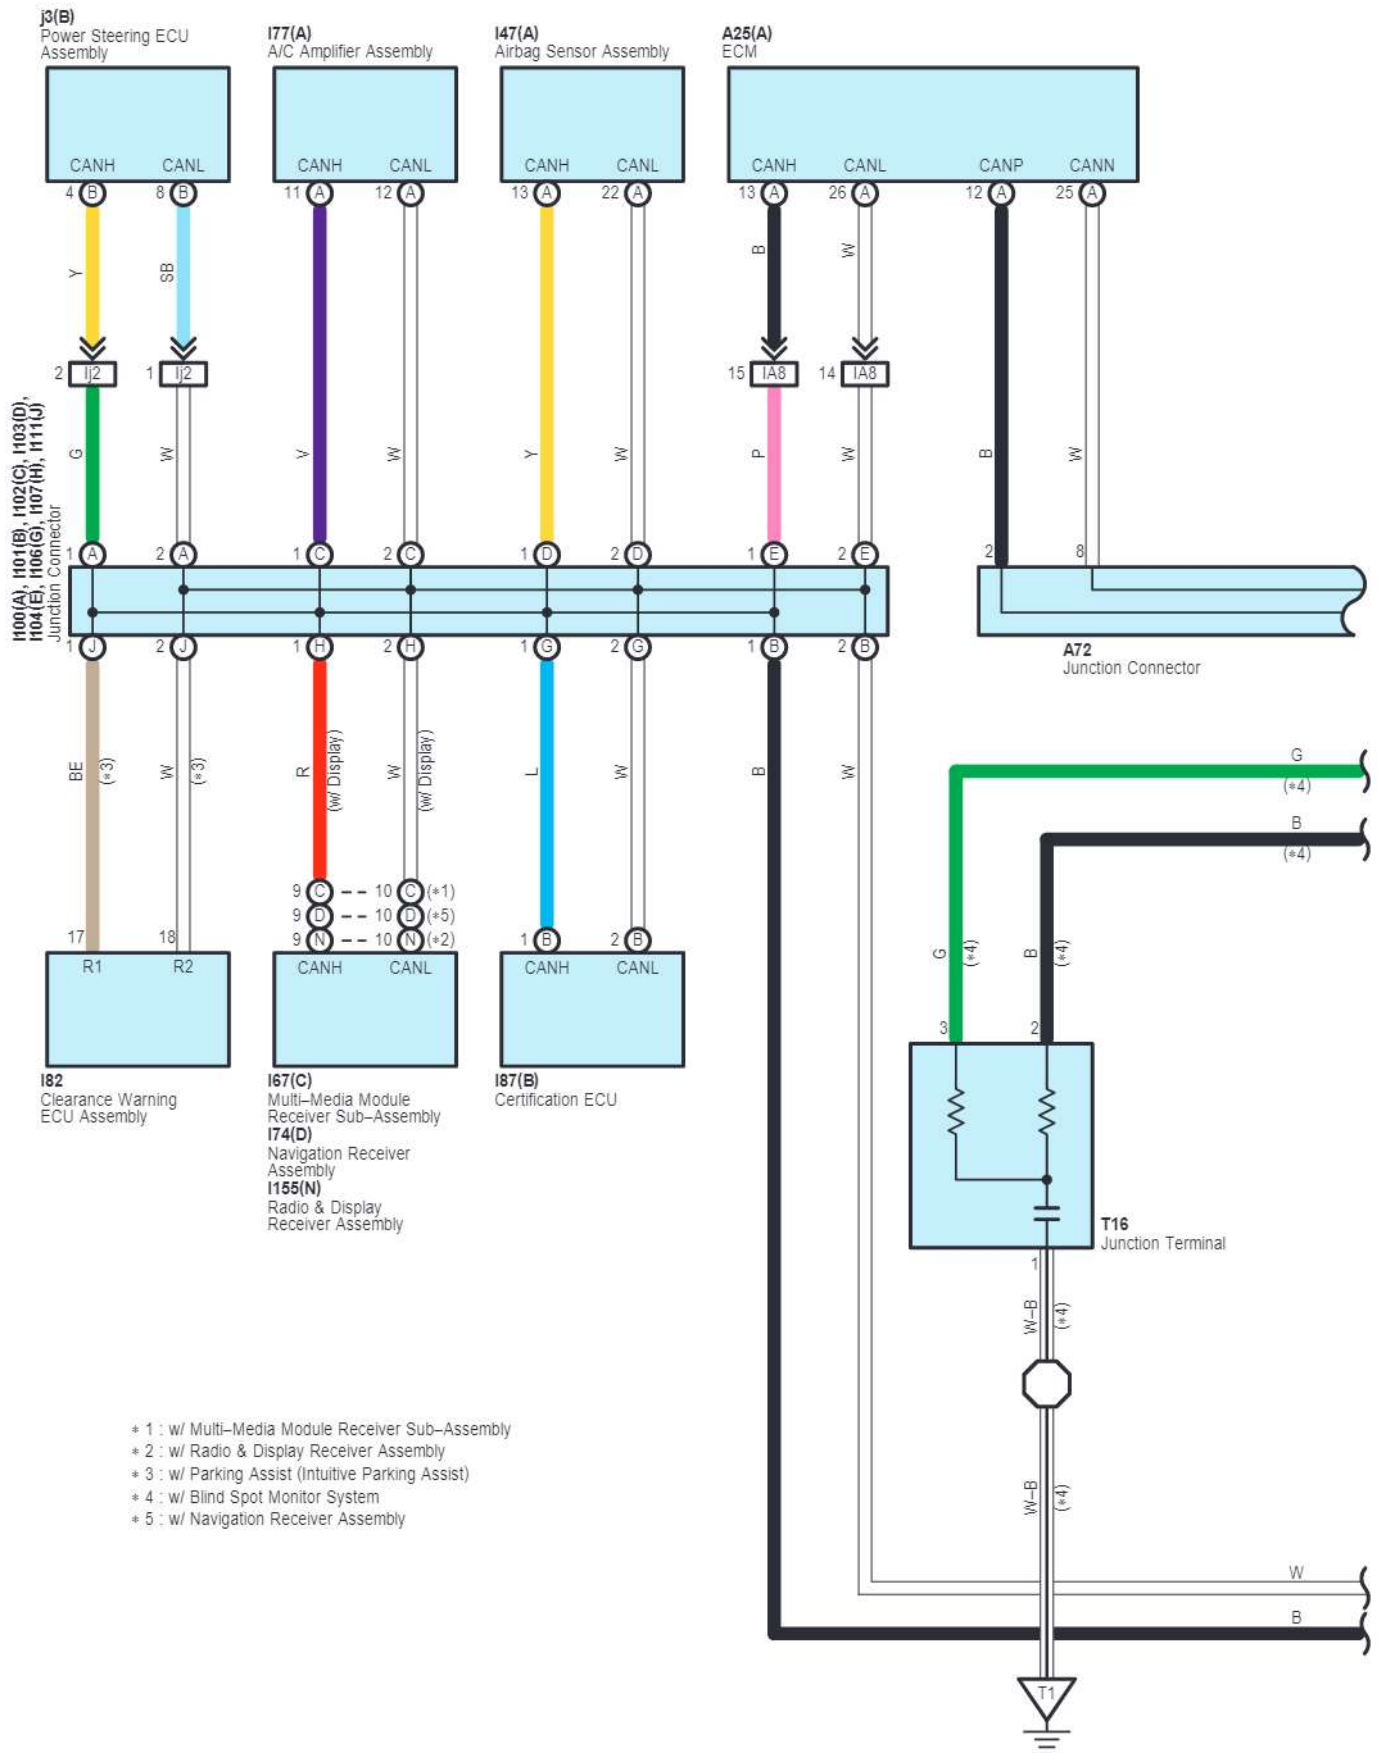 j3(B)
Power Steering ECU
Assembly
I77(A)
A/C Amplifier Assembly
I47(A)
Airbag Sensor Assembly
A25(A)
ECM
CANH CANL CANH CANL CANH CANL CANH CANL CANP CANN
4 B 8 B 11 A 12 A 13 A 22 A 13 A 26 A 12 A 25 A
Y SB B W
2 Ij2 1 Ij2 15 IA8 14 IA8
G W V W Y W P W B W
I100(A), I101(B), I102(C), I103(D),
I104(E), I106(G), I107(H), I111(J)
Junction Connector
1 A 2 A 1 C 2 C 1 D 2 D 1 E 2 E 2 8
1 J 2 J 1 H 2 H 1 G 2 G 1 B 2 B
A72
Junction Connector
BE (*3) W (*3) R (w/ Display) W (w/ Display) L W B W
G
(*4)
B
(*4)
9 C -- 10 C (*1)
9 D -- 10 D (*5)
9 N -- 10 N (*2)
17 18 1 B 2 B
R1 R2 CANH CANL CANH CANL
G (*4) B (*4)
3 2
I82
Clearance Warning
ECU Assembly
I67(C)
Multi–Media Module
Receiver Sub–Assembly
I74(D)
Navigation Receiver
Assembly
I155(N)
Radio & Display
Receiver Assembly
I87(B)
Certification ECU
T16
Junction Terminal
1
W–B (*4)
W–B (*4)
* 1 : w/ Multi–Media Module Receiver Sub–Assembly
* 2 : w/ Radio & Display Receiver Assembly
* 3 : w/ Parking Assist (Intuitive Parking Assist)
* 4 : w/ Blind Spot Monitor System
* 5 : w/ Navigation Receiver Assembly
W
B
T1